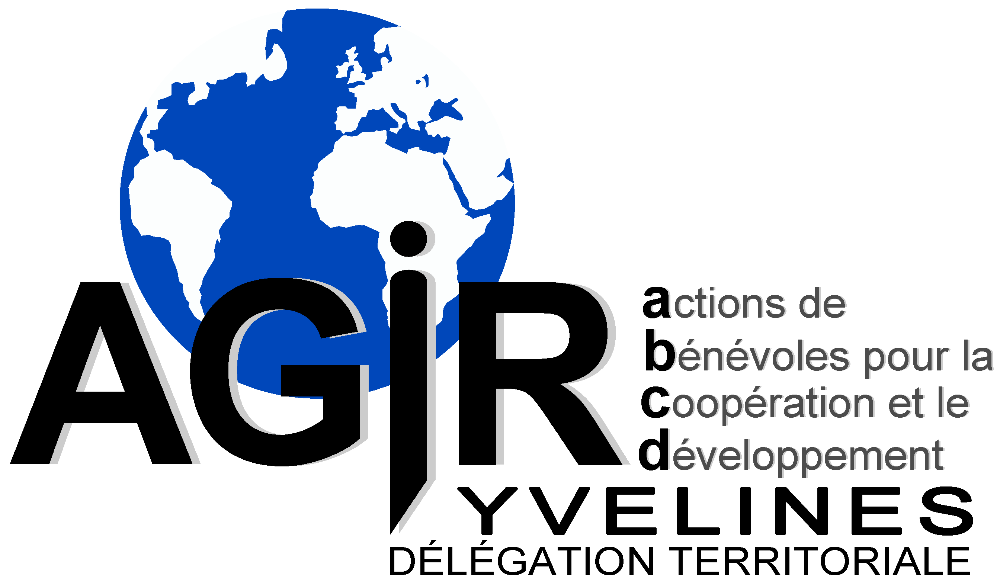 AGiR
actions de
bénévoles pour la
coopération et le
développement
YVELINES
DÉLÉGATION TERRITORIALE